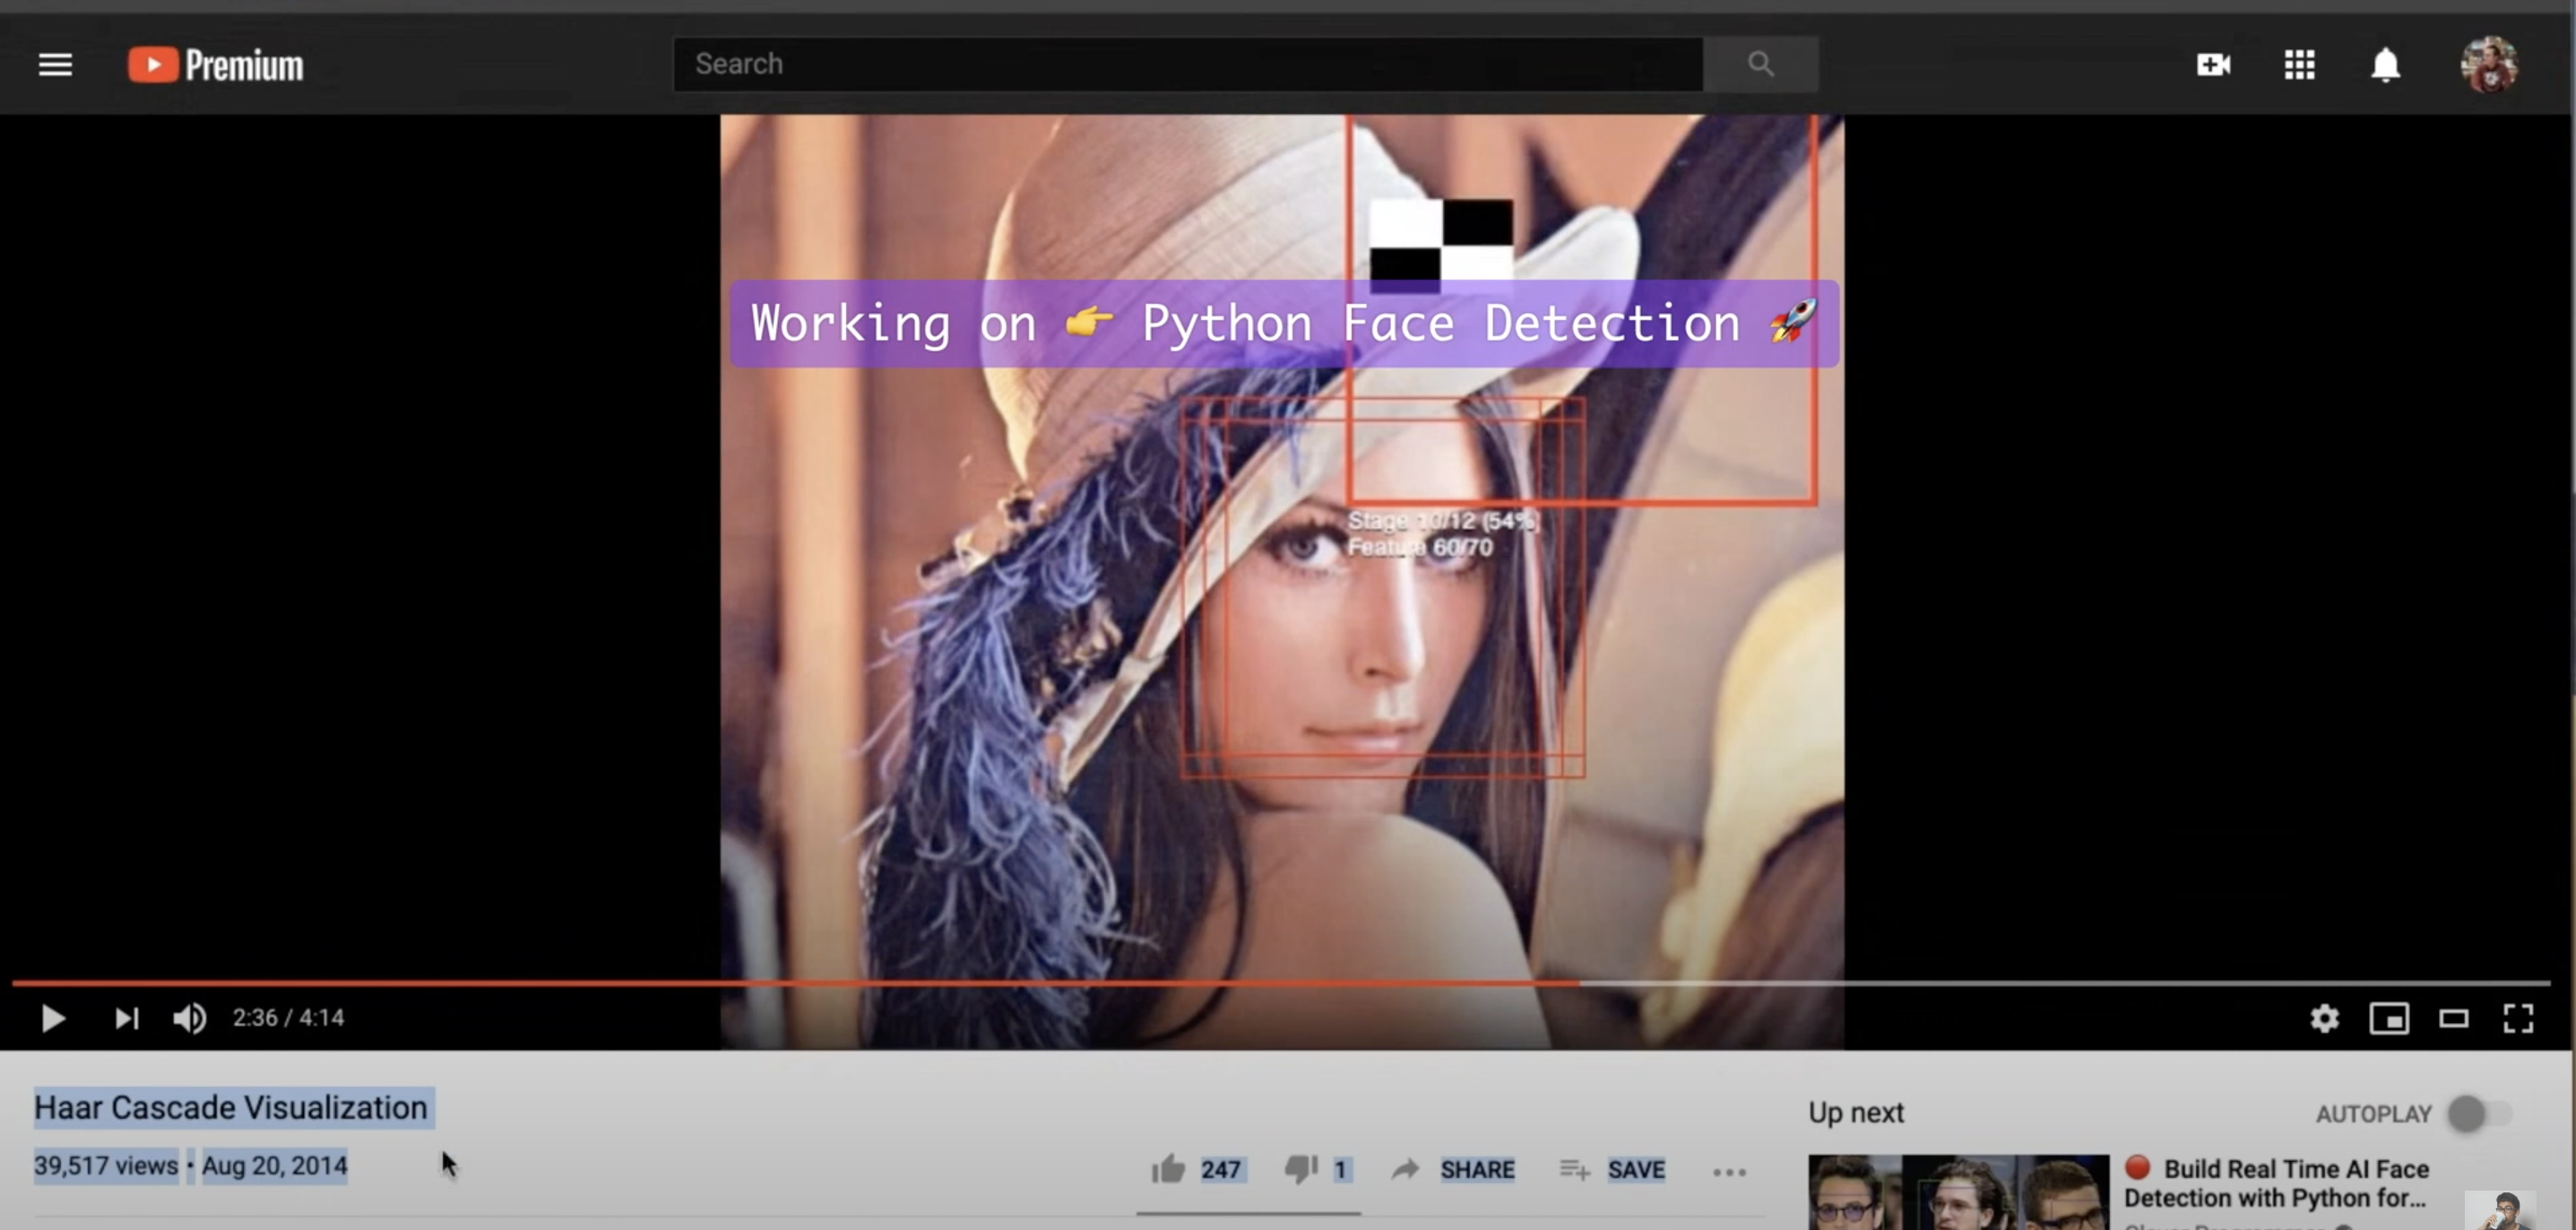 Premium
Search
Working on 👉 Python Face Detection 🚀
Stage 10/12 (54%)
Feature 60/70
2:36 / 4:14
Haar Cascade Visualization
39,517 views • Aug 20, 2014
247
1
SHARE
SAVE
Up next
AUTOPLAY
Build Real Time AI Face
Detection with Python for...